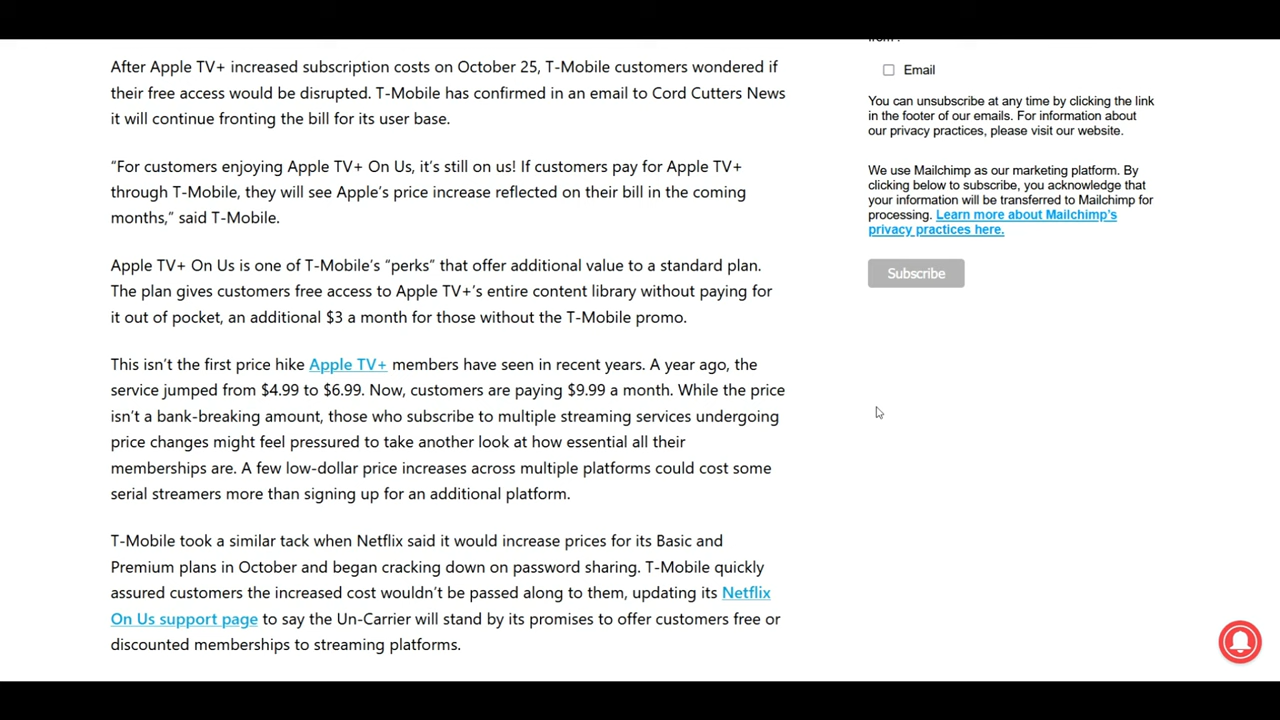 After Apple TV+ increased subscription costs on October 25, T-Mobile customers wondered if
their free access would be disrupted. T-Mobile has confirmed in an email to Cord Cutters News
it will continue fronting the bill for its user base.
“For customers enjoying Apple TV+ On Us, it’s still on us! If customers pay for Apple TV+
through T-Mobile, they will see Apple’s price increase reflected on their bill in the coming
months,” said T-Mobile.
Apple TV+ On Us is one of T-Mobile’s “perks” that offer additional value to a standard plan.
The plan gives customers free access to Apple TV+’s entire content library without paying for
it out of pocket, an additional $3 a month for those without the T-Mobile promo.
This isn’t the first price hike Apple TV+ members have seen in recent years. A year ago, the
service jumped from $4.99 to $6.99. Now, customers are paying $9.99 a month. While the price
isn’t a bank-breaking amount, those who subscribe to multiple streaming services undergoing
price changes might feel pressured to take another look at how essential all their
memberships are. A few low-dollar price increases across multiple platforms could cost some
serial streamers more than signing up for an additional platform.
T-Mobile took a similar tack when Netflix said it would increase prices for its Basic and
Premium plans in October and began cracking down on password sharing. T-Mobile quickly
assured customers the increased cost wouldn’t be passed along to them, updating its Netflix
On Us support page to say the Un-Carrier will stand by its promises to offer customers free or
discounted memberships to streaming platforms.
Email
You can unsubscribe at any time by clicking the link
in the footer of our emails. For information about
our privacy practices, please visit our website.
We use Mailchimp as our marketing platform. By
clicking below to subscribe, you acknowledge that
your information will be transferred to Mailchimp for
processing. Learn more about Mailchimp's
privacy practices here.
Subscribe